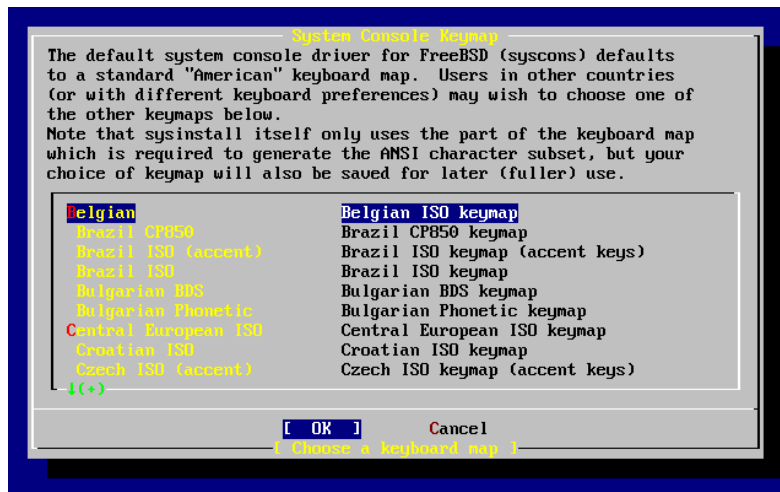 System Console Keymap
The default system console driver for FreeBSD (syscons) defaults
to a standard "American" keyboard map.  Users in other countries
(or with different keyboard preferences) may wish to choose one of
the other keymaps below.
Note that sysinstall itself only uses the part of the keyboard map
which is required to generate the ANSI character subset, but your
choice of keymap will also be saved for later (fuller) use.
Belgian Belgian ISO keymap
Brazil CP850 Brazil CP850 keymap
Brazil ISO (accent) Brazil ISO keymap (accent keys)
Brazil ISO Brazil ISO keymap
Bulgarian BDS Bulgarian BDS keymap
Bulgarian Phonetic Bulgarian Phonetic keymap
Central European ISO Central European ISO keymap
Croatian ISO Croatian ISO keymap
Czech ISO (accent) Czech ISO keymap (accent keys)
↓(+)
[ OK ] Cancel
[ Choose a keyboard map ]